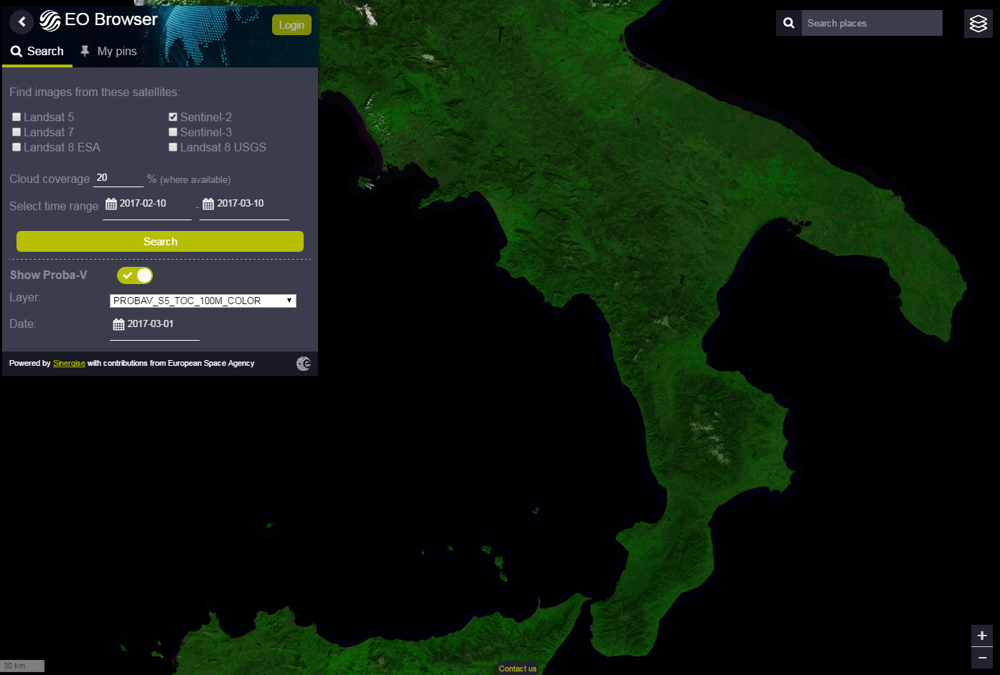 EO Browser
Login
Search places
Search My pins
Find images from these satellites:
Landsat 5 Sentinel-2
Landsat 7 Sentinel-3
Landsat 8 ESA Landsat 8 USGS
Cloud coverage 20 % (where available)
Select time range 2017-02-10 - 2017-03-10
Search
Show Proba-V
Layer: PROBAV_S5_TOC_100M_COLOR
Date: 2017-03-01
Powered by Sinergise with contributions from European Space Agency
+
−
30 km
Contact us